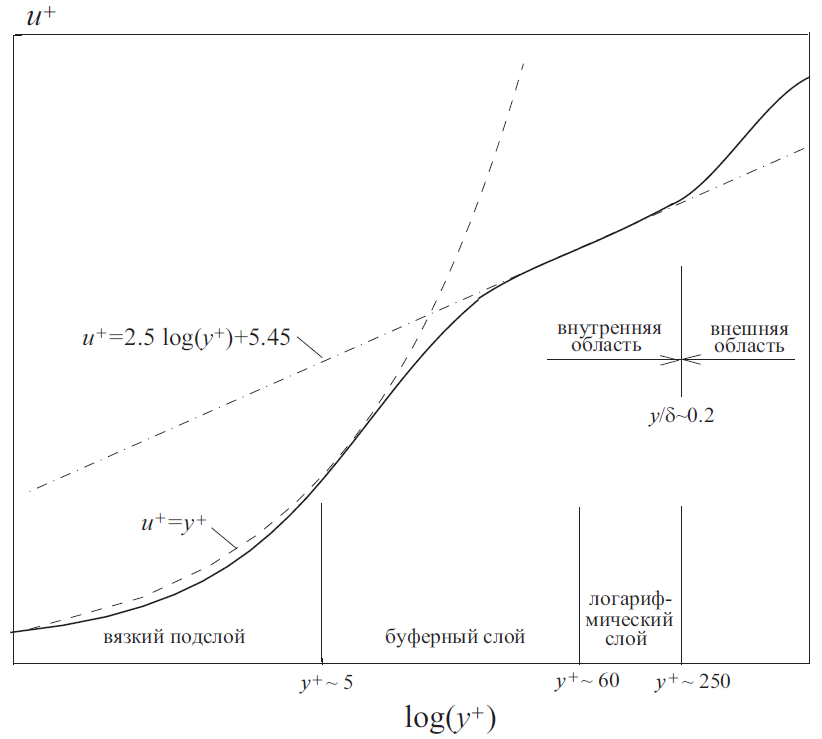 u+
u+=2.5 log(y+)+5.45
внутренняя
область
внешняя
область
y/δ~0.2
u+=y+
логариф-
мический
слой
вязкий подслой
буферный слой
y+~ 5
y+~ 60
y+~ 250
log(y+)